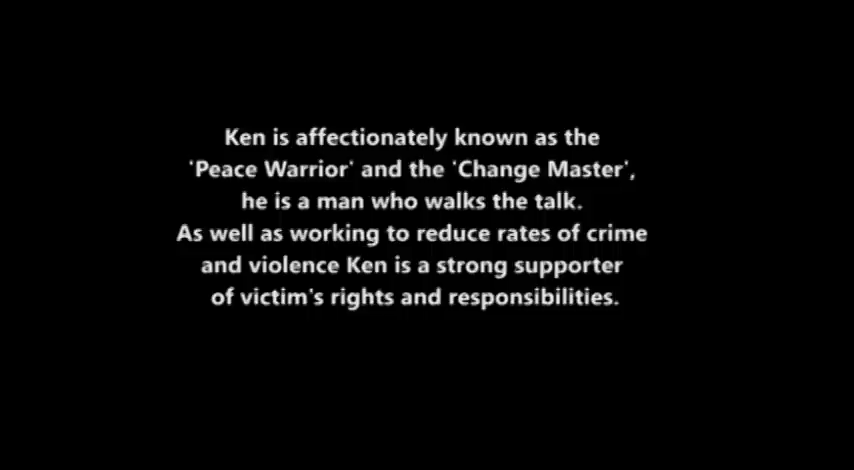 Ken is affectionately known as the
'Peace Warrior' and the 'Change Master',
he is a man who walks the talk.
As well as working to reduce rates of crime
and violence Ken is a strong supporter
of victim's rights and responsibilities.